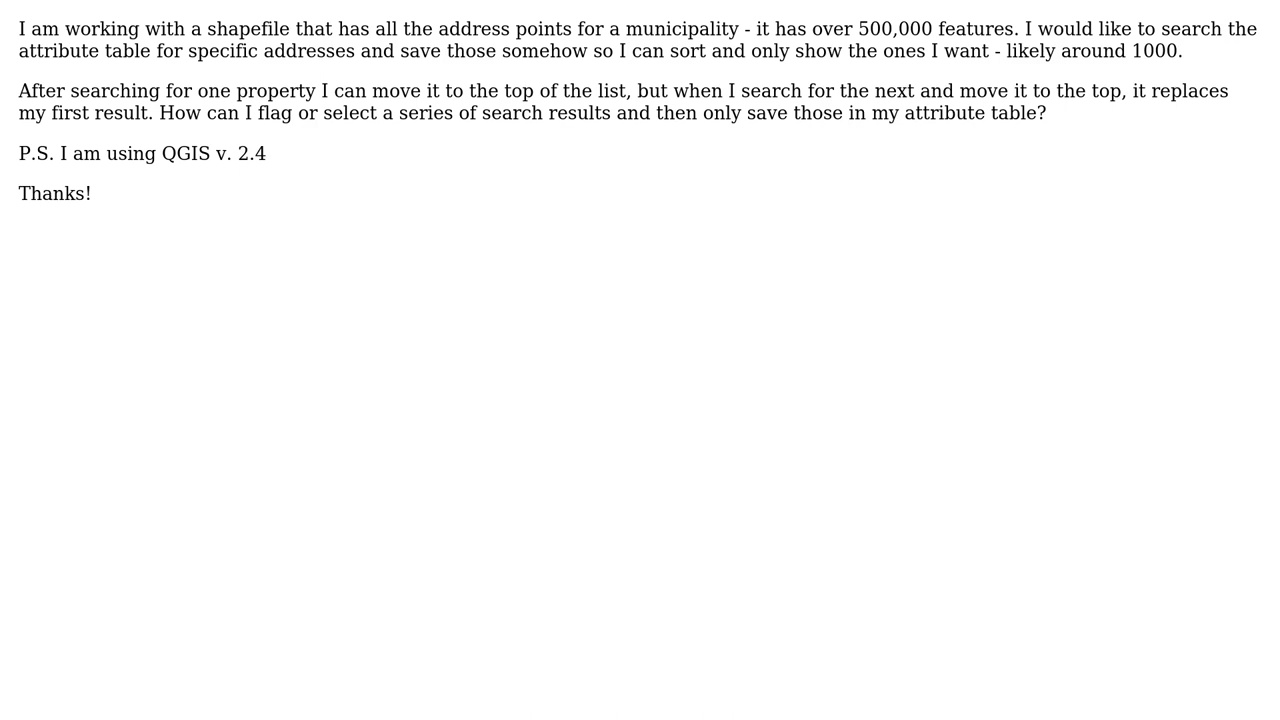 I am working with a shapefile that has all the address points for a municipality - it has over 500,000 features. I would like to search the
attribute table for specific addresses and save those somehow so I can sort and only show the ones I want - likely around 1000.
After searching for one property I can move it to the top of the list, but when I search for the next and move it to the top, it replaces
my first result. How can I flag or select a series of search results and then only save those in my attribute table?
P.S. I am using QGIS v. 2.4
Thanks!